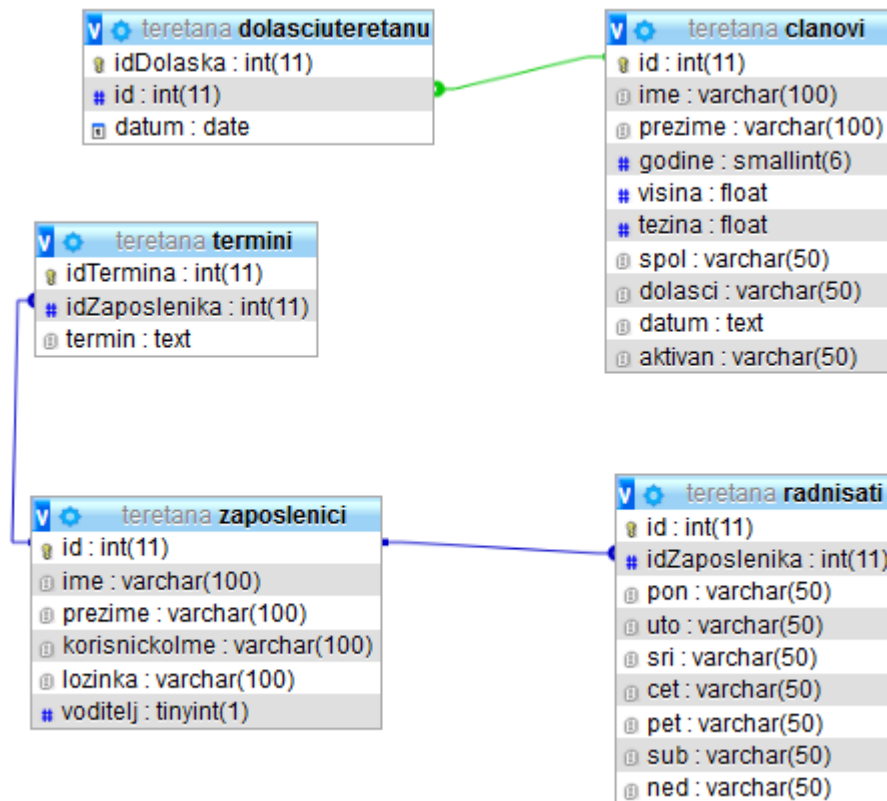 teretana dolasciuteretanu
idDolaska : int(11)
id : int(11)
datum : date
teretana clanovi
id : int(11)
ime : varchar(100)
prezime : varchar(100)
godine : smallint(6)
visina : float
tezina : float
spol : varchar(50)
dolasci : varchar(50)
datum : text
aktivan : varchar(50)
teretana termini
idTermina : int(11)
idZaposlenika : int(11)
termin : text
teretana zaposlenici
id : int(11)
ime : varchar(100)
prezime : varchar(100)
korisnickoIme : varchar(100)
lozinka : varchar(100)
voditelj : tinyint(1)
teretana radnisati
id : int(11)
idZaposlenika : int(11)
pon : varchar(50)
uto : varchar(50)
sri : varchar(50)
cet : varchar(50)
pet : varchar(50)
sub : varchar(50)
ned : varchar(50)